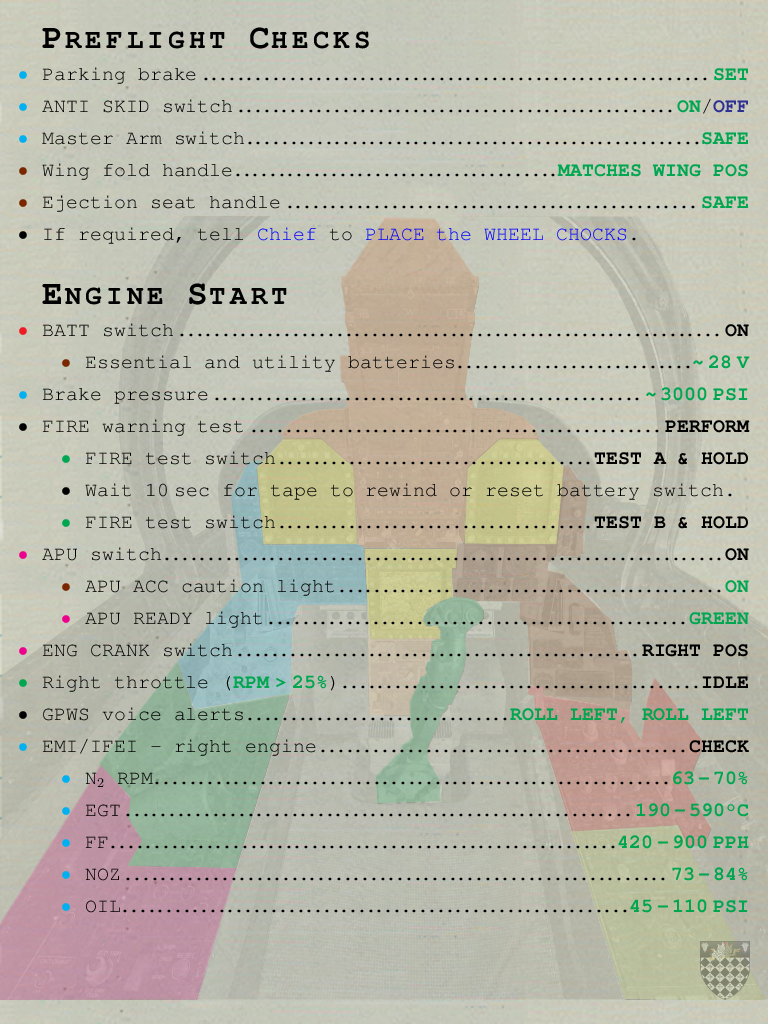 PREFLIGHT CHECKS
• Parking brake........................................................SET
• ANTI SKID switch....................................................ON/OFF
• Master Arm switch...................................................SAFE
• Wing fold handle......................................MATCHES WING POS
• Ejection seat handle................................................SAFE
• If required, tell Chief to PLACE the WHEEL CHOCKS.
ENGINE START
• BATT switch................................................................ON
• Essential and utility batteries............................~28 V
• Brake pressure..................................................~3000 PSI
• FIRE warning test................................................PERFORM
• FIRE test switch.....................................TEST A & HOLD
• Wait 10 sec for tape to rewind or reset battery switch.
• FIRE test switch.....................................TEST B & HOLD
• APU switch..................................................................ON
• APU ACC caution light.............................................ON
• APU READY light..................................................GREEN
• ENG CRANK switch................................................RIGHT POS
• Right throttle (RPM > 25%)..........................................IDLE
• GPWS voice alerts...............................ROLL LEFT, ROLL LEFT
• EMI/IFEI – right engine............................................CHECK
• N₂ RPM.............................................................63–70%
• EGT............................................................190–590°C
• FF............................................................420–900 PPH
• NOZ................................................................73–84%
• OIL............................................................45–110 PSI